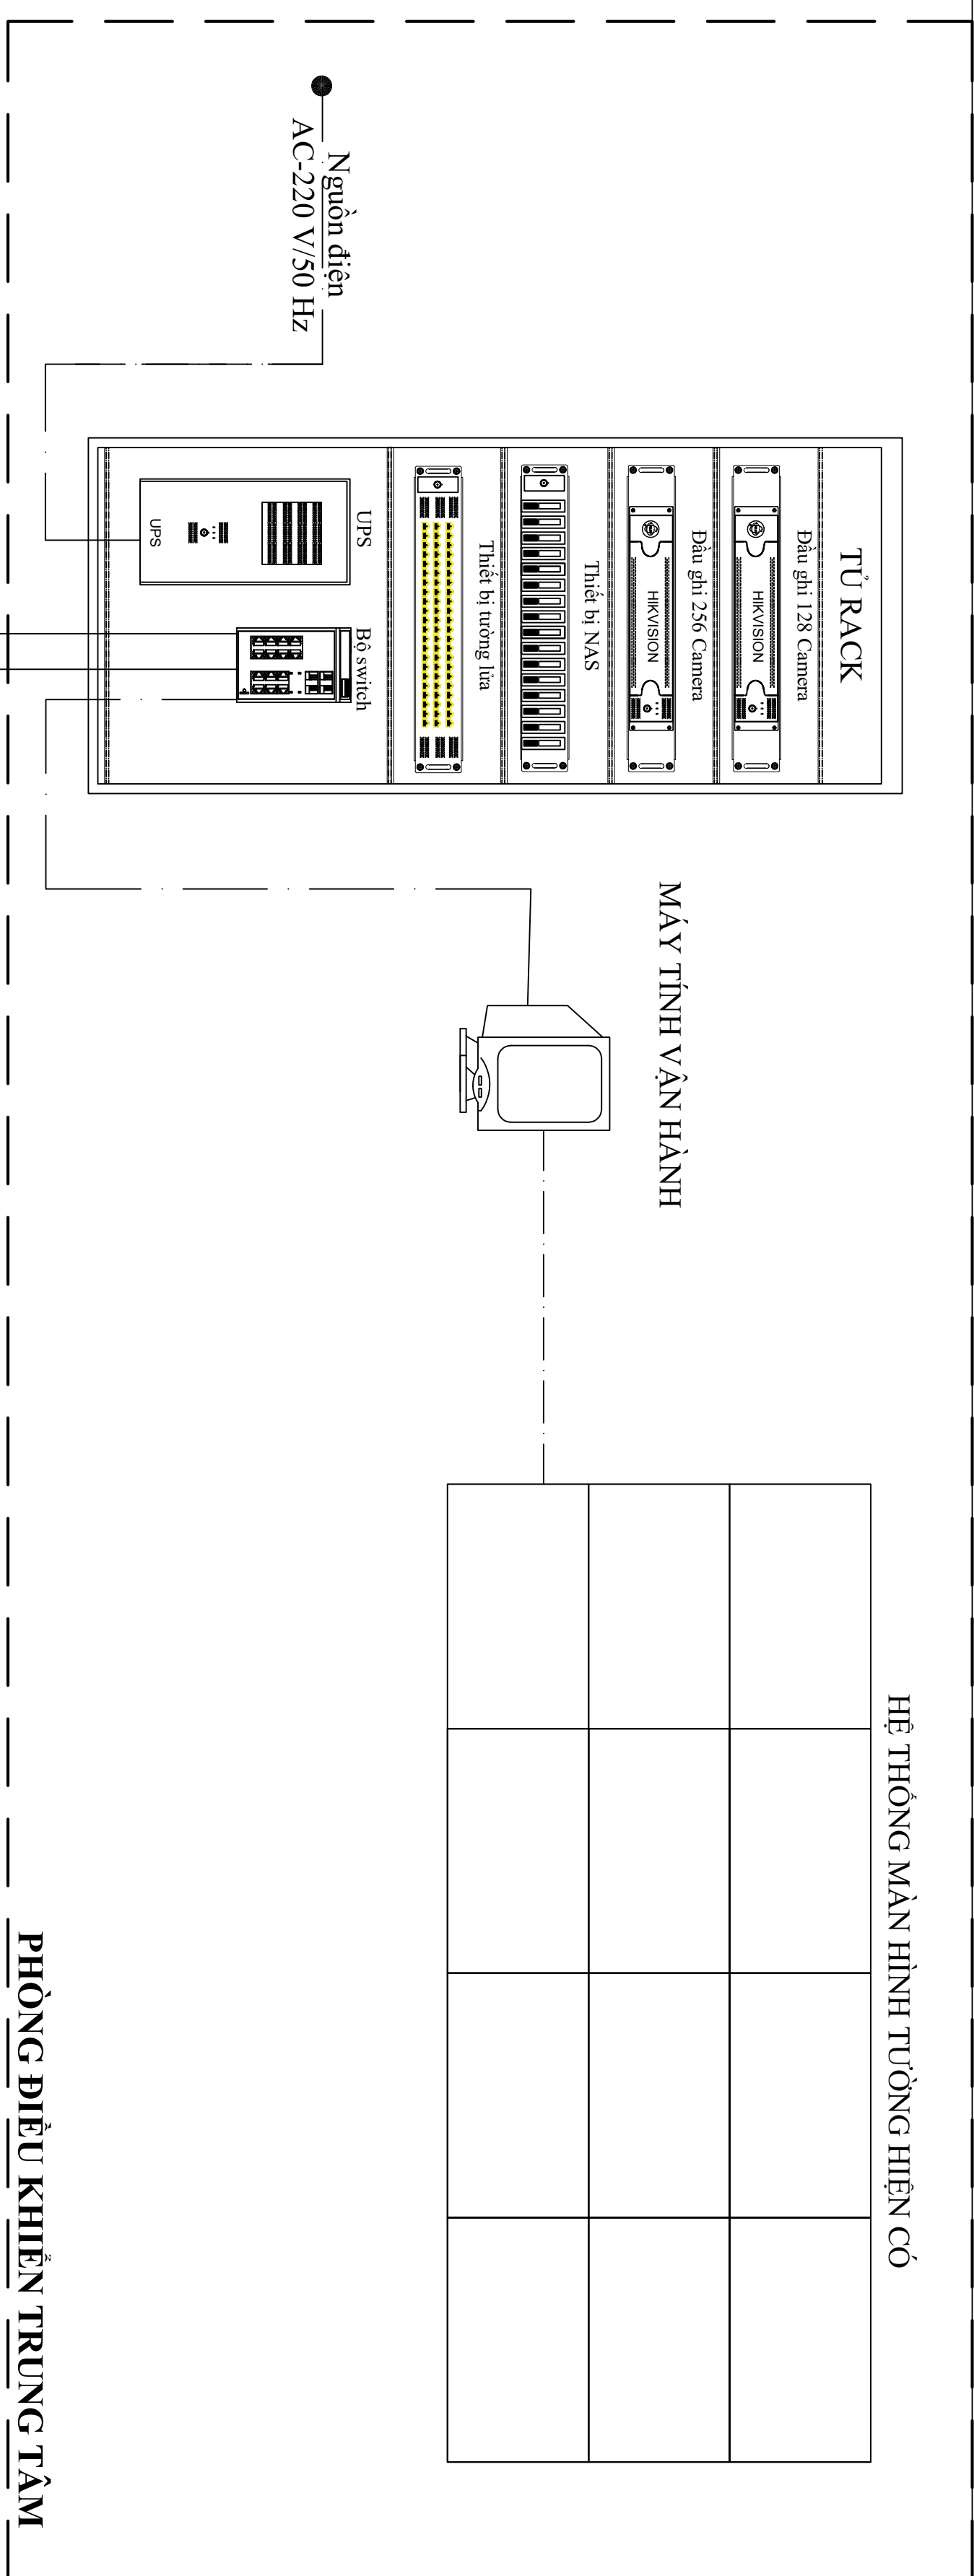 HỆ THỐNG MÀN HÌNH TƯỜNG HIỆN CÓ
TỦ RACK
Đầu ghi 128 Camera
HIKVISION
Đầu ghi 256 Camera
HIKVISION
MÁY TÍNH VẬN HÀNH
Thiết bị NAS
Thiết bị tường lửa
Nguồn điện
AC-220 V/50 Hz
UPS
Bộ switch
UPS
PHÒNG ĐIỀU KHIỂN TRUNG TÂM